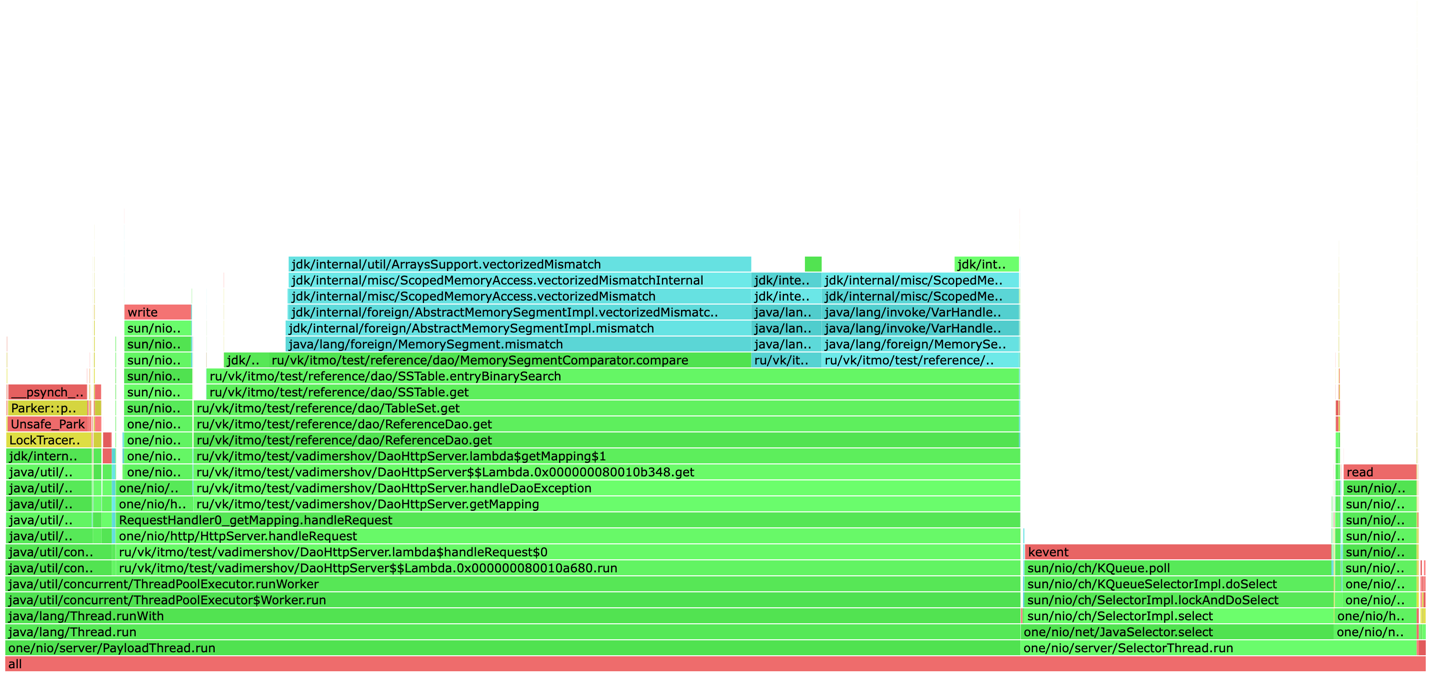 jdk/internal/util/ArraysSupport.vectorizedMismatch jdk/int..
jdk/internal/misc/ScopedMemoryAccess.vectorizedMismatchInternal jdk/inte.. jdk/internal/misc/ScopedMe..
jdk/internal/misc/ScopedMemoryAccess.vectorizedMismatch jdk/inte.. jdk/internal/misc/ScopedMe..
write jdk/internal/foreign/AbstractMemorySegmentImpl.vectorizedMismatc.. java/lan.. java/lang/invoke/VarHandle..
sun/nio.. jdk/internal/foreign/AbstractMemorySegmentImpl.mismatch java/lan.. java/lang/invoke/VarHandle..
sun/nio.. java/lang/foreign/MemorySegment.mismatch java/lan.. java/lang/foreign/MemorySe..
sun/nio.. jdk/.. ru/vk/itmo/test/reference/dao/MemorySegmentComparator.compare ru/vk/it.. ru/vk/itmo/test/reference/..
sun/nio.. ru/vk/itmo/test/reference/dao/SSTable.entryBinarySearch
__psynch_.. sun/nio.. ru/vk/itmo/test/reference/dao/SSTable.get
Parker::p.. sun/nio.. ru/vk/itmo/test/reference/dao/TableSet.get
Unsafe_Park one/nio.. ru/vk/itmo/test/reference/dao/ReferenceDao.get
LockTracer.. one/nio.. ru/vk/itmo/test/reference/dao/ReferenceDao.get
jdk/intern.. one/nio.. ru/vk/itmo/test/vadimershov/DaoHttpServer.lambda$getMapping$1
java/util/.. one/nio.. ru/vk/itmo/test/vadimershov/DaoHttpServer$$Lambda.0x000000080010b348.get read
java/util/.. one/nio/.. ru/vk/itmo/test/vadimershov/DaoHttpServer.handleDaoException sun/nio/..
java/util/.. one/nio/h.. ru/vk/itmo/test/vadimershov/DaoHttpServer.getMapping sun/nio/..
java/util/.. RequestHandler0_getMapping.handleRequest sun/nio/..
java/util/.. one/nio/http/HttpServer.handleRequest sun/nio/..
java/util/con.. ru/vk/itmo/test/vadimershov/DaoHttpServer.lambda$handleRequest$0 kevent sun/nio/..
java/util/con.. ru/vk/itmo/test/vadimershov/DaoHttpServer$$Lambda.0x000000080010a680.run sun/nio/ch/KQueue.poll sun/nio/..
java/util/concurrent/ThreadPoolExecutor.runWorker sun/nio/ch/KQueueSelectorImpl.doSelect one/nio/..
java/util/concurrent/ThreadPoolExecutor$Worker.run sun/nio/ch/SelectorImpl.lockAndDoSelect one/nio/..
java/lang/Thread.runWith sun/nio/ch/SelectorImpl.select one/nio/h..
java/lang/Thread.run one/nio/net/JavaSelector.select one/nio/n..
one/nio/server/PayloadThread.run one/nio/server/SelectorThread.run
all